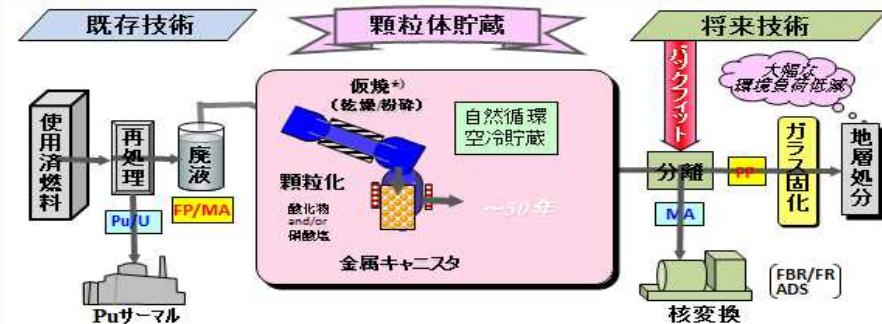 既存技術
顆粒体貯蔵
将来技術
使用済燃料
再処理
廃液
Pu/U
FP/MA
Puサーマル
仮焼*)
(乾燥/粉砕)
自然循環
空冷貯蔵
顆粒化
酸化物
and/or
硝酸塩
~50年
金属キャニスタ
バックフィット
分離
PP
MA
核変換
FBR/FR
ADS
ガラス固化
地層処分
大幅な
環境負荷低減